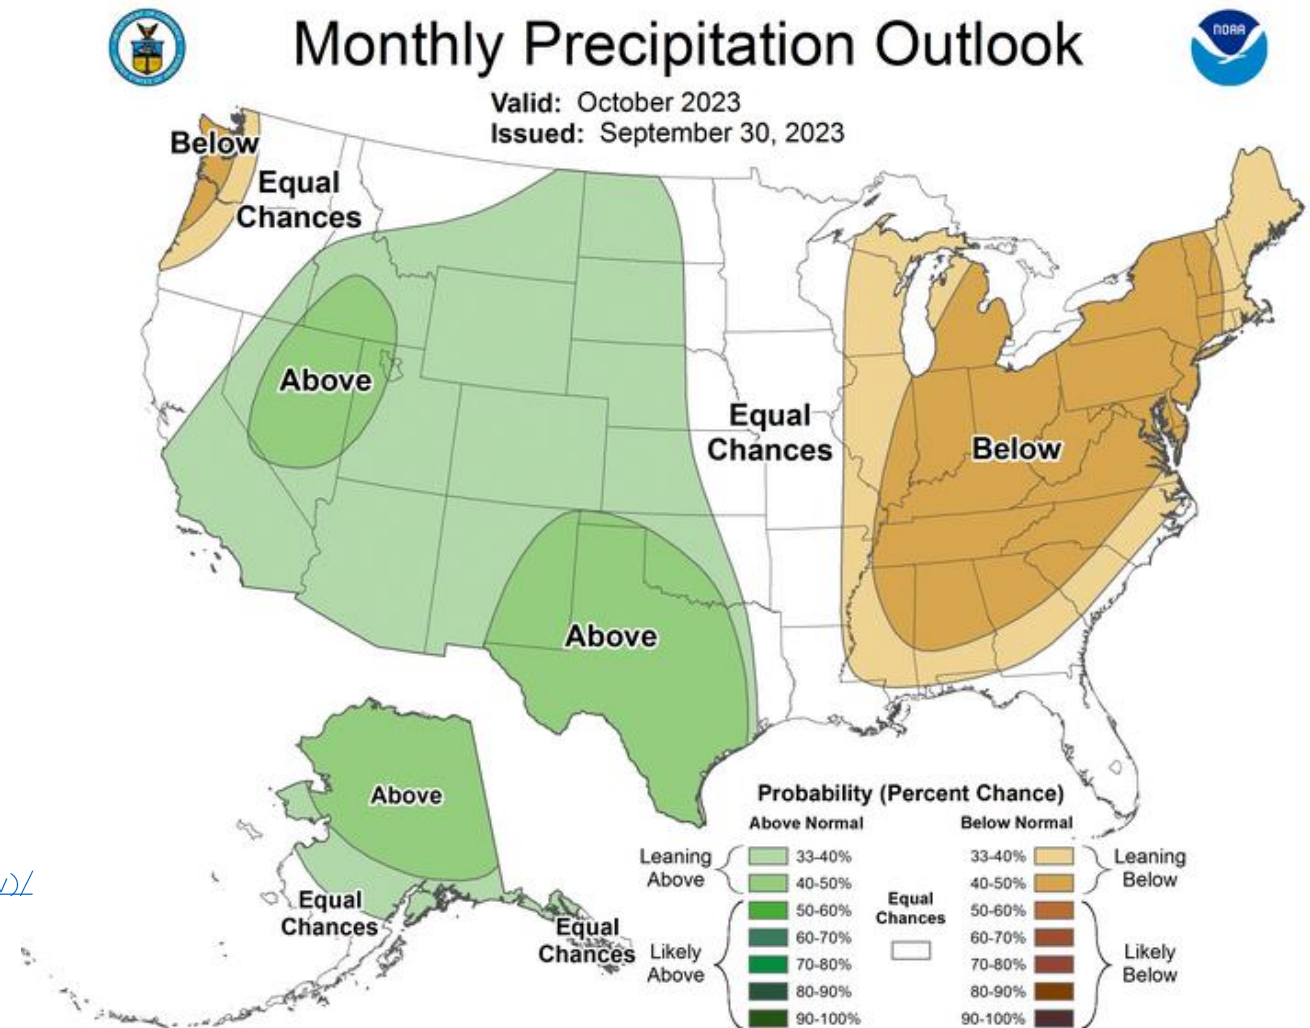 Monthly Precipitation Outlook
NOAA
Valid: October 2023
Issued: September 30, 2023
Below
Equal
Chances
Above
Equal
Chances
Below
Above
Above
Equal
Chances
Equal
Chances
Probability (Percent Chance)
Above Normal
Below Normal
Leaning
Above
33-40%
40-50%
Likely
Above
50-60%
60-70%
70-80%
80-90%
90-100%
Equal
Chances
33-40%
40-50%
Leaning
Below
50-60%
60-70%
70-80%
80-90%
90-100%
Likely
Below